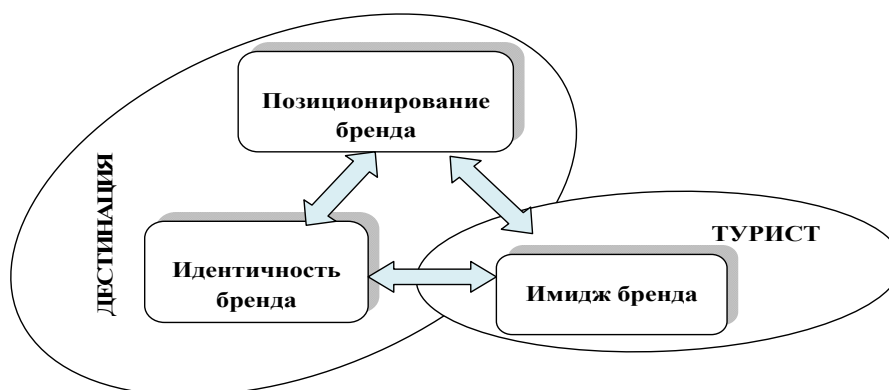 Позиционирование
бренда
ДЕСТИНАЦИЯ
ТУРИСТ
Идентичность
бренда
Имидж бренда